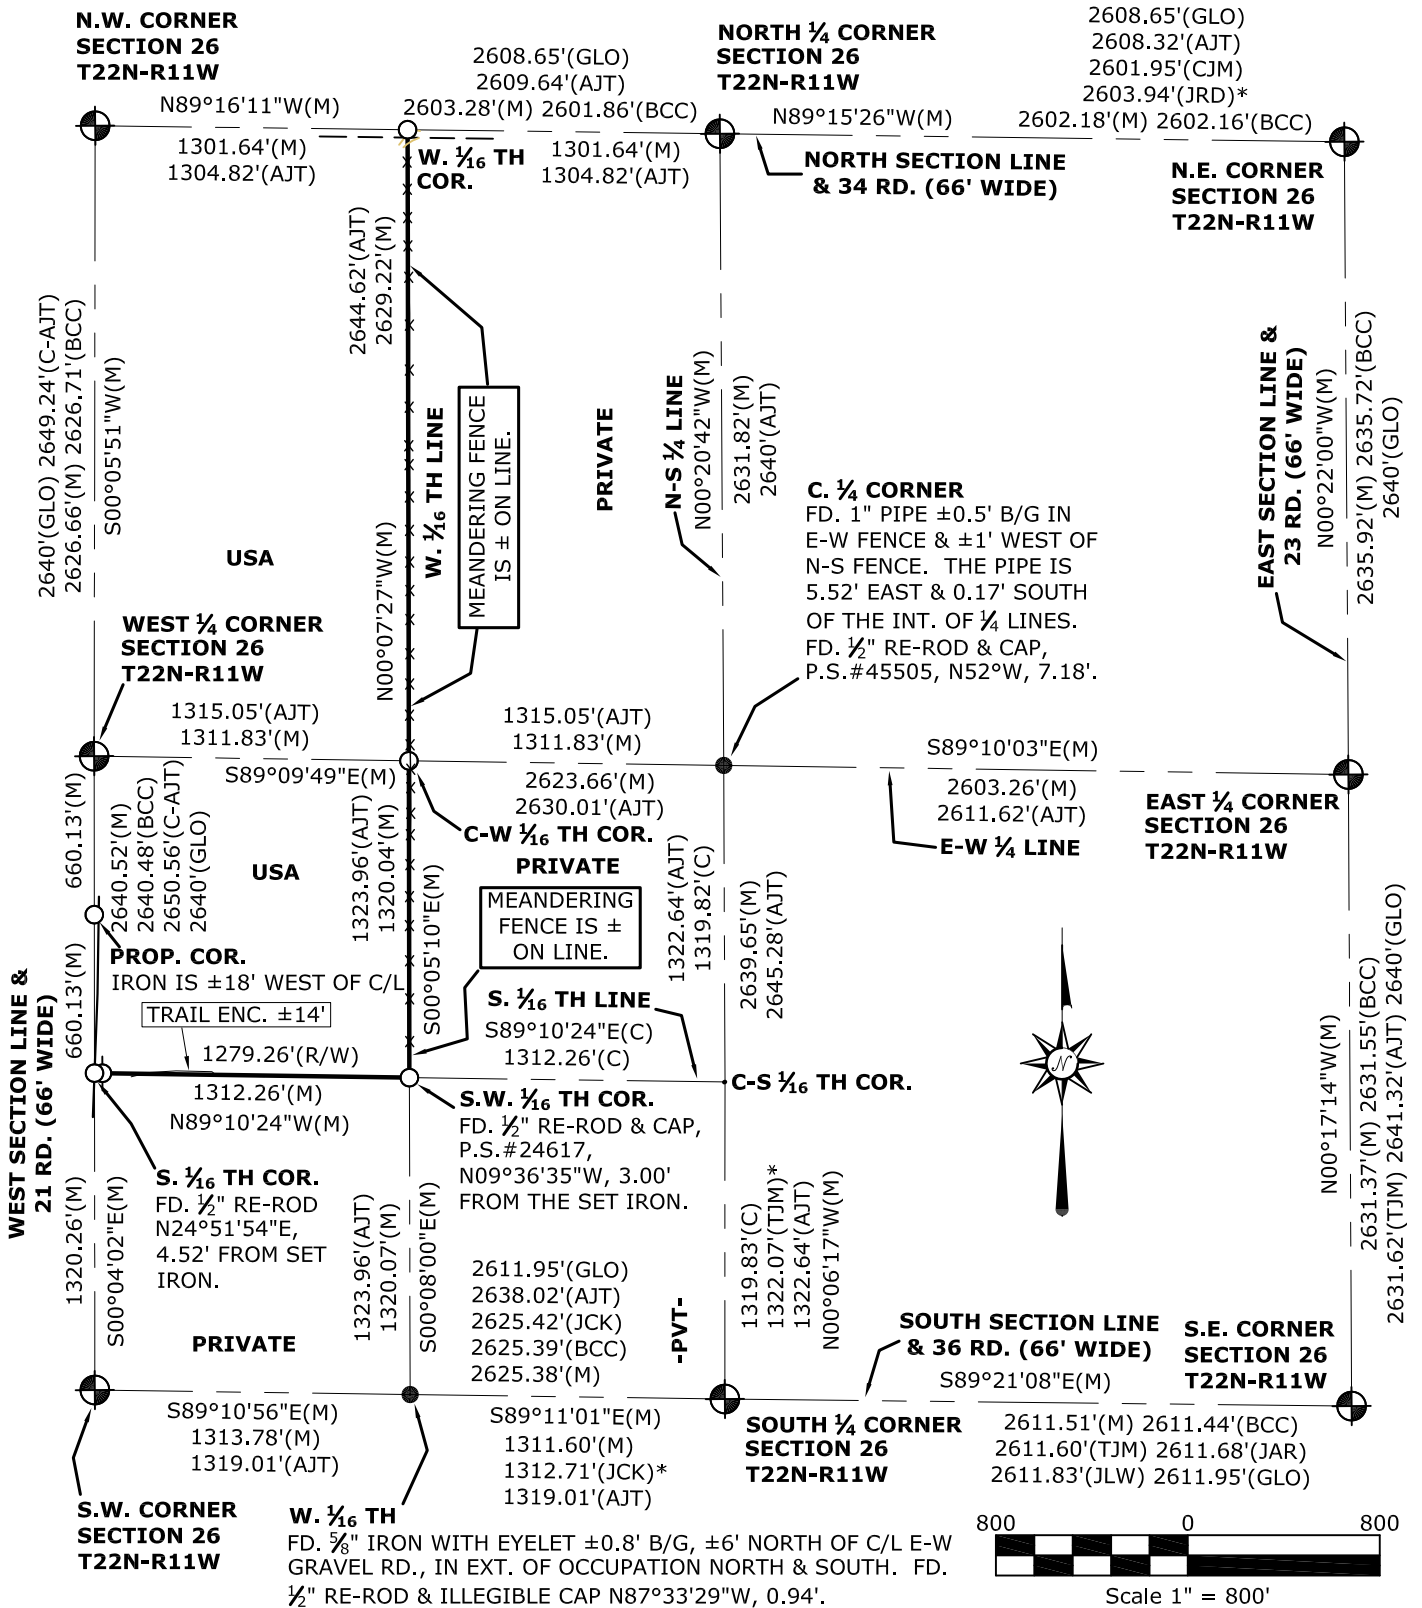 N.W. CORNER
SECTION 26
T22N-R11W
2608.65'(GLO)
2609.64'(AJT)
2603.28'(M) 2601.86'(BCC)
N89°16'11"W(M)
1301.64'(M)
1304.82'(AJT)
W. 1/16 TH
COR.
1301.64'(M)
1304.82'(AJT)
NORTH ¼ CORNER
SECTION 26
T22N-R11W
2608.65'(GLO)
2608.32'(AJT)
2601.95'(CJM)
2603.94'(JRD)*
2602.18'(M) 2602.16'(BCC)
N89°15'26"W(M)
NORTH SECTION LINE
& 34 RD. (66' WIDE)
N.E. CORNER
SECTION 26
T22N-R11W
2640'(GLO) 2649.24'(C-AJT)
2626.66'(M) 2626.71'(BCC)
S00°05'51"W(M)
2644.62'(AJT)
2629.22'(M)
W. 1/16 TH LINE
N00°07'27"W(M)
MEANDERING FENCE
IS ± ON LINE.
PRIVATE
N-S ¼ LINE
N00°20'42"W(M)
2631.82'(M)
2640'(AJT)
EAST SECTION LINE &
23 RD. (66' WIDE)
N00°22'00"W(M)
2635.92'(M) 2635.72'(BCC)
2640'(GLO)
C. ¼ CORNER
FD. 1" PIPE ±0.5' B/G IN
E-W FENCE & ±1' WEST OF
N-S FENCE. THE PIPE IS
5.52' EAST & 0.17' SOUTH
OF THE INT. OF ¼ LINES.
FD. ½" RE-ROD & CAP,
P.S.#45505, N52°W, 7.18'.
USA
WEST ¼ CORNER
SECTION 26
T22N-R11W
1315.05'(AJT)
1311.83'(M)
S89°09'49"E(M)
1315.05'(AJT)
1311.83'(M)
2623.66'(M)
2630.01'(AJT)
C-W 1/16 TH COR.
S89°10'03"E(M)
2603.26'(M)
2611.62'(AJT)
E-W ¼ LINE
EAST ¼ CORNER
SECTION 26
T22N-R11W
660.13'(M)
2640.52'(M)
2640.48'(BCC)
2650.56'(C-AJT)
2640'(GLO)
USA
1323.96'(AJT)
1320.04'(M)
S00°05'10"E(M)
PRIVATE
MEANDERING
FENCE IS ±
ON LINE.
1322.64'(AJT)
1319.82'(C)
2639.65'(M)
2645.28'(AJT)
PROP. COR.
IRON IS ±18' WEST OF C/L
660.13'(M)
WEST SECTION LINE &
21 RD. (66' WIDE)
TRAIL ENC. ±14'
1279.26'(R/W)
1312.26'(M)
N89°10'24"W(M)
S. 1/16 TH LINE
S89°10'24"E(C)
1312.26'(C)
C-S 1/16 TH COR.
N
N00°17'14"W(M)
2631.37'(M) 2631.55'(BCC)
2631.62'(TJM) 2641.32'(AJT) 2640'(GLO)
S.W. 1/16 TH COR.
FD. ½" RE-ROD & CAP,
P.S.#24617,
N09°36'35"W, 3.00'
FROM THE SET IRON.
S. 1/16 TH COR.
FD. ½" RE-ROD
N24°51'54"E,
4.52' FROM SET
IRON.
1320.26'(M)
S00°04'02"E(M)
1323.96'(AJT)
1320.07'(M)
S00°08'00"E(M)
1319.83'(C)
1322.07'(TJM)*
1322.64'(AJT)
N00°06'17"W(M)
2611.95'(GLO)
2638.02'(AJT)
2625.42'(JCK)
2625.39'(BCC)
2625.38'(M)
-PVT-
PRIVATE
SOUTH SECTION LINE
& 36 RD. (66' WIDE)
S89°21'08"E(M)
S.E. CORNER
SECTION 26
T22N-R11W
S89°10'56"E(M)
1313.78'(M)
1319.01'(AJT)
S89°11'01"E(M)
1311.60'(M)
1312.71'(JCK)*
1319.01'(AJT)
SOUTH ¼ CORNER
SECTION 26
T22N-R11W
2611.51'(M) 2611.44'(BCC)
2611.60'(TJM) 2611.68'(JAR)
2611.83'(JLW) 2611.95'(GLO)
S.W. CORNER
SECTION 26
T22N-R11W
W. 1/16 TH
FD. ⅝" IRON WITH EYELET ±0.8' B/G, ±6' NORTH OF C/L E-W
GRAVEL RD., IN EXT. OF OCCUPATION NORTH & SOUTH. FD.
½" RE-ROD & ILLEGIBLE CAP N87°33'29"W, 0.94'.
800 0 800
Scale 1" = 800'